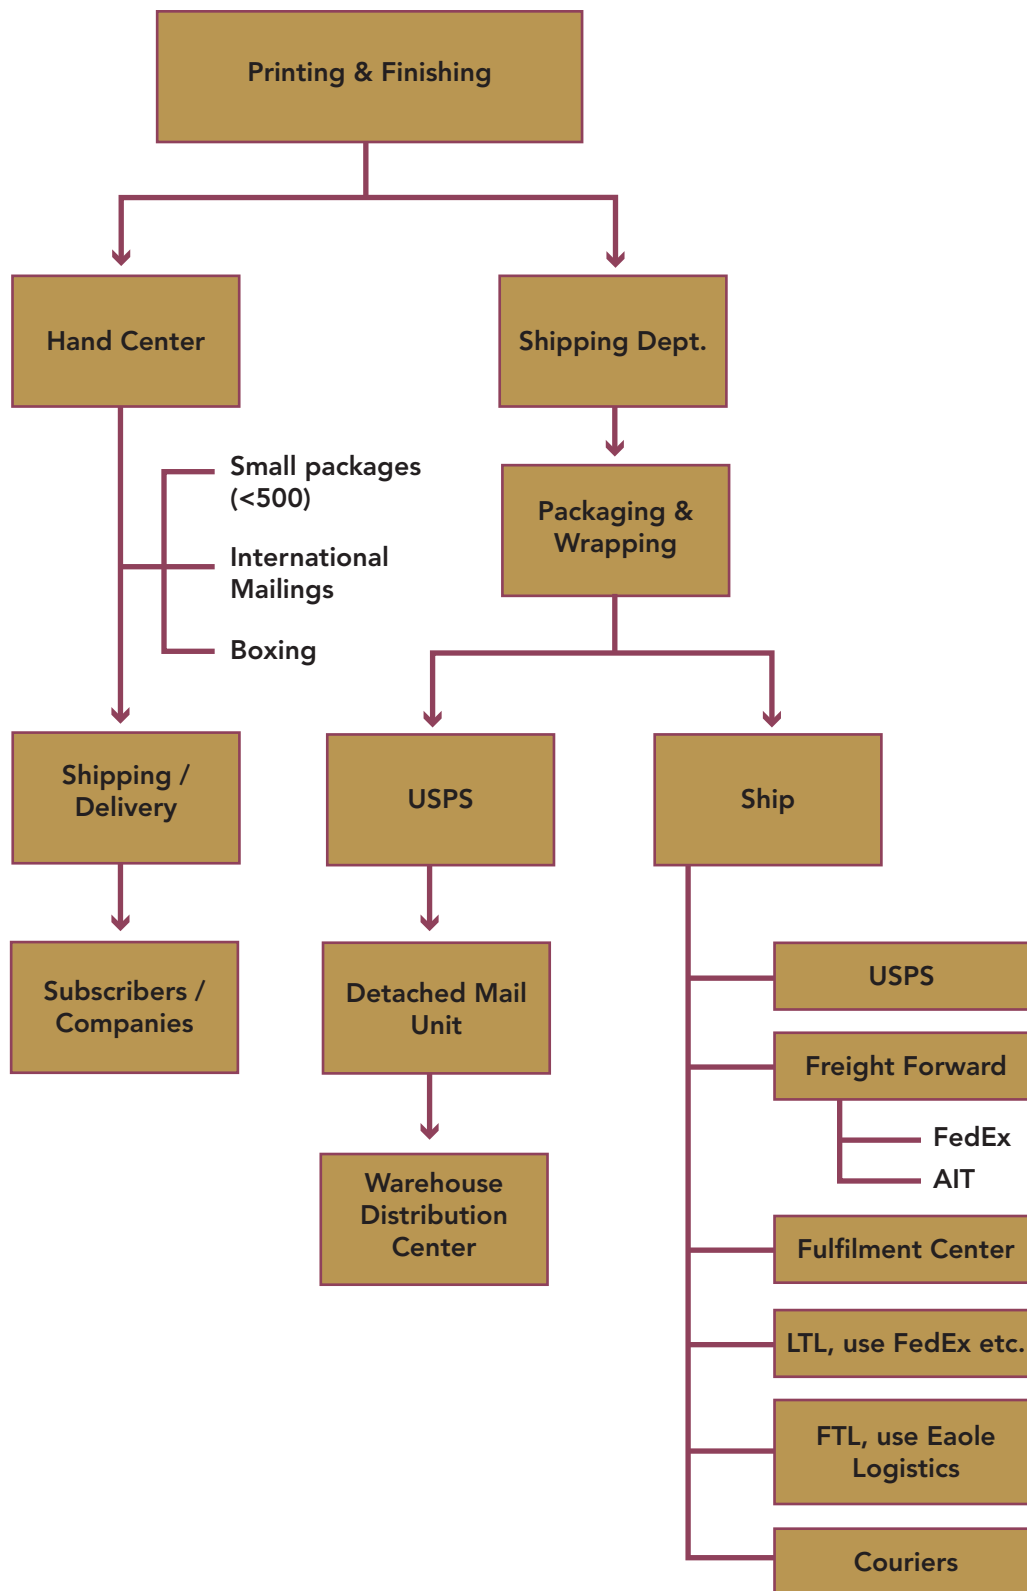 Printing & Finishing
Hand Center
Shipping Dept.
Small packages
(<500)
International
Mailings
Boxing
Packaging &
Wrapping
Shipping /
Delivery
USPS
Ship
Subscribers /
Companies
Detached Mail
Unit
Warehouse
Distribution
Center
USPS
Freight Forward
FedEx
AIT
Fulfilment Center
LTL, use FedEx etc.
FTL, use Eaole
Logistics
Couriers